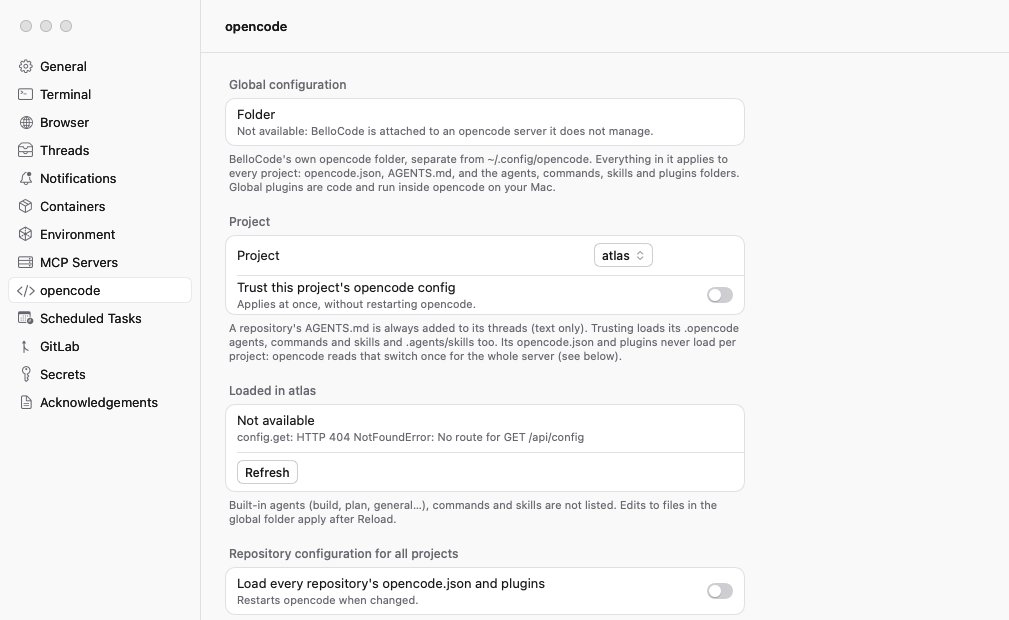 opencode
General
Terminal
Browser
Threads
Notifications
Containers
Environment
MCP Servers
opencode
Scheduled Tasks
GitLab
Secrets
Acknowledgements
Global configuration
Folder
Not available: BelloCode is attached to an opencode server it does not manage.
BelloCode's own opencode folder, separate from ~/.config/opencode. Everything in it applies to
every project: opencode.json, AGENTS.md, and the agents, commands, skills and plugins folders.
Global plugins are code and run inside opencode on your Mac.
Project
Project
atlas
Trust this project's opencode config
Applies at once, without restarting opencode.
A repository's AGENTS.md is always added to its threads (text only). Trusting loads its .opencode
agents, commands and skills and .agents/skills too. Its opencode.json and plugins never load per
project: opencode reads that switch once for the whole server (see below).
Loaded in atlas
Not available
config.get: HTTP 404 NotFoundError: No route for GET /api/config
Refresh
Built-in agents (build, plan, general...), commands and skills are not listed. Edits to files in the
global folder apply after Reload.
Repository configuration for all projects
Load every repository's opencode.json and plugins
Restarts opencode when changed.